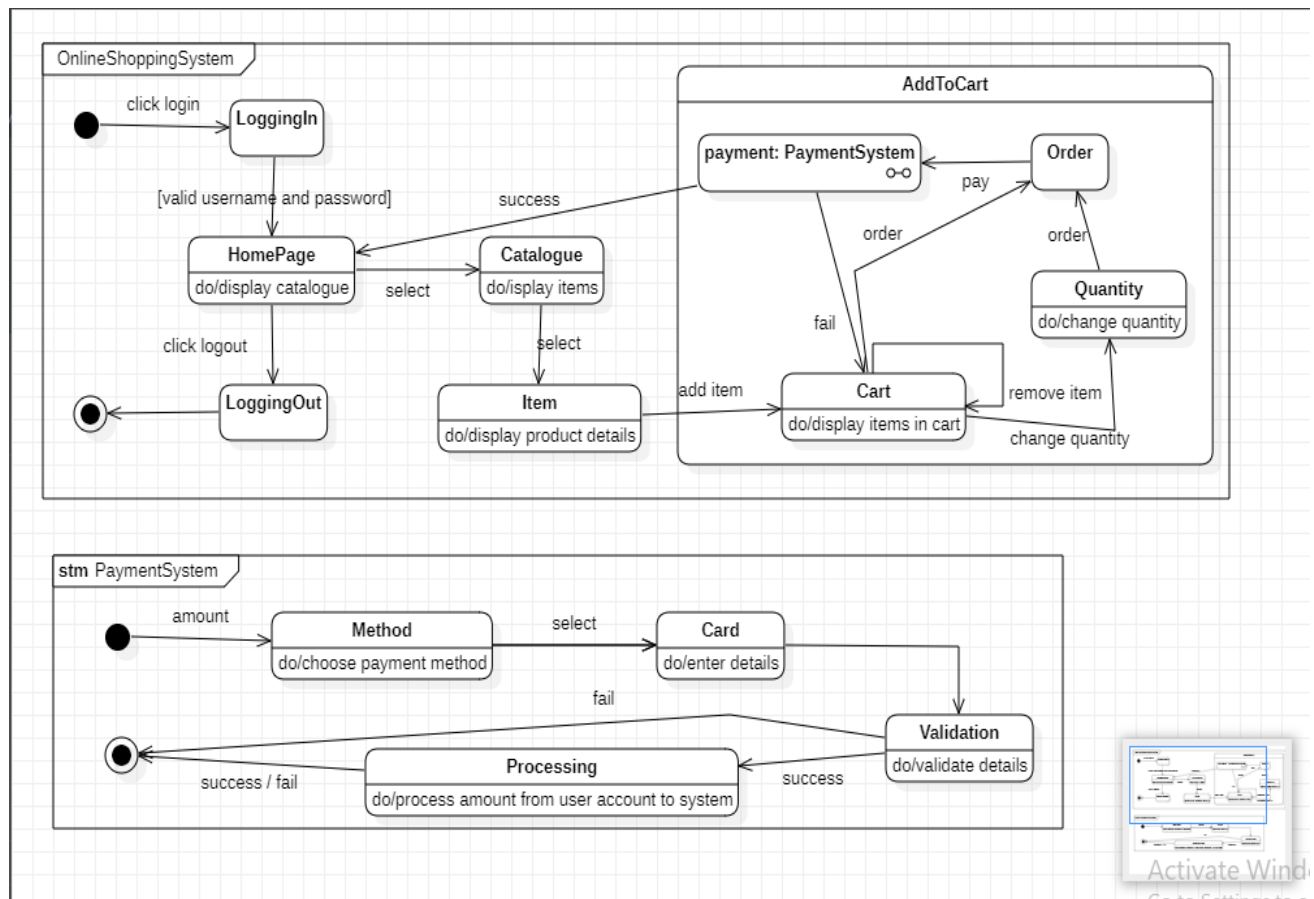 OnlineShoppingSystem
click login
LoggingIn
[valid username and password]
HomePage
do/display catalogue
success
select
Catalogue
do/isplay items
click logout
LoggingOut
select
Item
do/display product details
add item
AddToCart
payment: PaymentSystem
Order
pay
order
order
Quantity
do/change quantity
fail
Cart
do/display items in cart
remove item
change quantity
stm PaymentSystem
amount
Method
do/choose payment method
select
Card
do/enter details
fail
Validation
do/validate details
success
Processing
do/process amount from user account to system
success / fail
Activate Wind